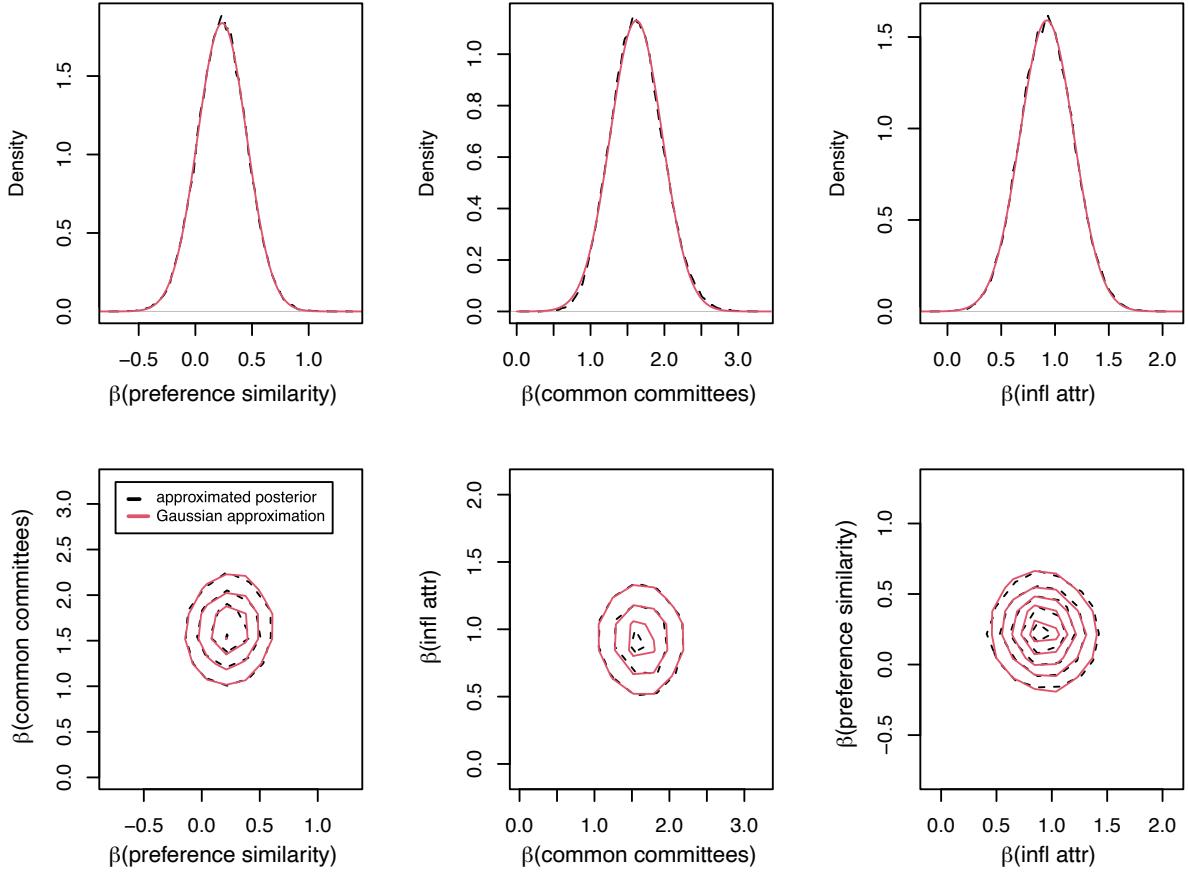 Density
0.0 0.5 1.0 1.5
−0.5 0.0 0.5 1.0
β(preference similarity)
Density
0.0 0.2 0.4 0.6 0.8 1.0
0.0 1.0 2.0 3.0
β(common committees)
Density
0.0 0.5 1.0 1.5
0.0 0.5 1.0 1.5 2.0
β(infl attr)
β(common committees)
0.0 0.5 1.0 1.5 2.0 2.5 3.0
approximated posterior
Gaussian approximation
−0.5 0.0 0.5 1.0
β(preference similarity)
β(infl attr)
0.0 0.5 1.0 1.5 2.0
0.0 1.0 2.0 3.0
β(common committees)
β(preference similarity)
−0.5 0.0 0.5 1.0
0.0 0.5 1.0 1.5 2.0
β(infl attr)